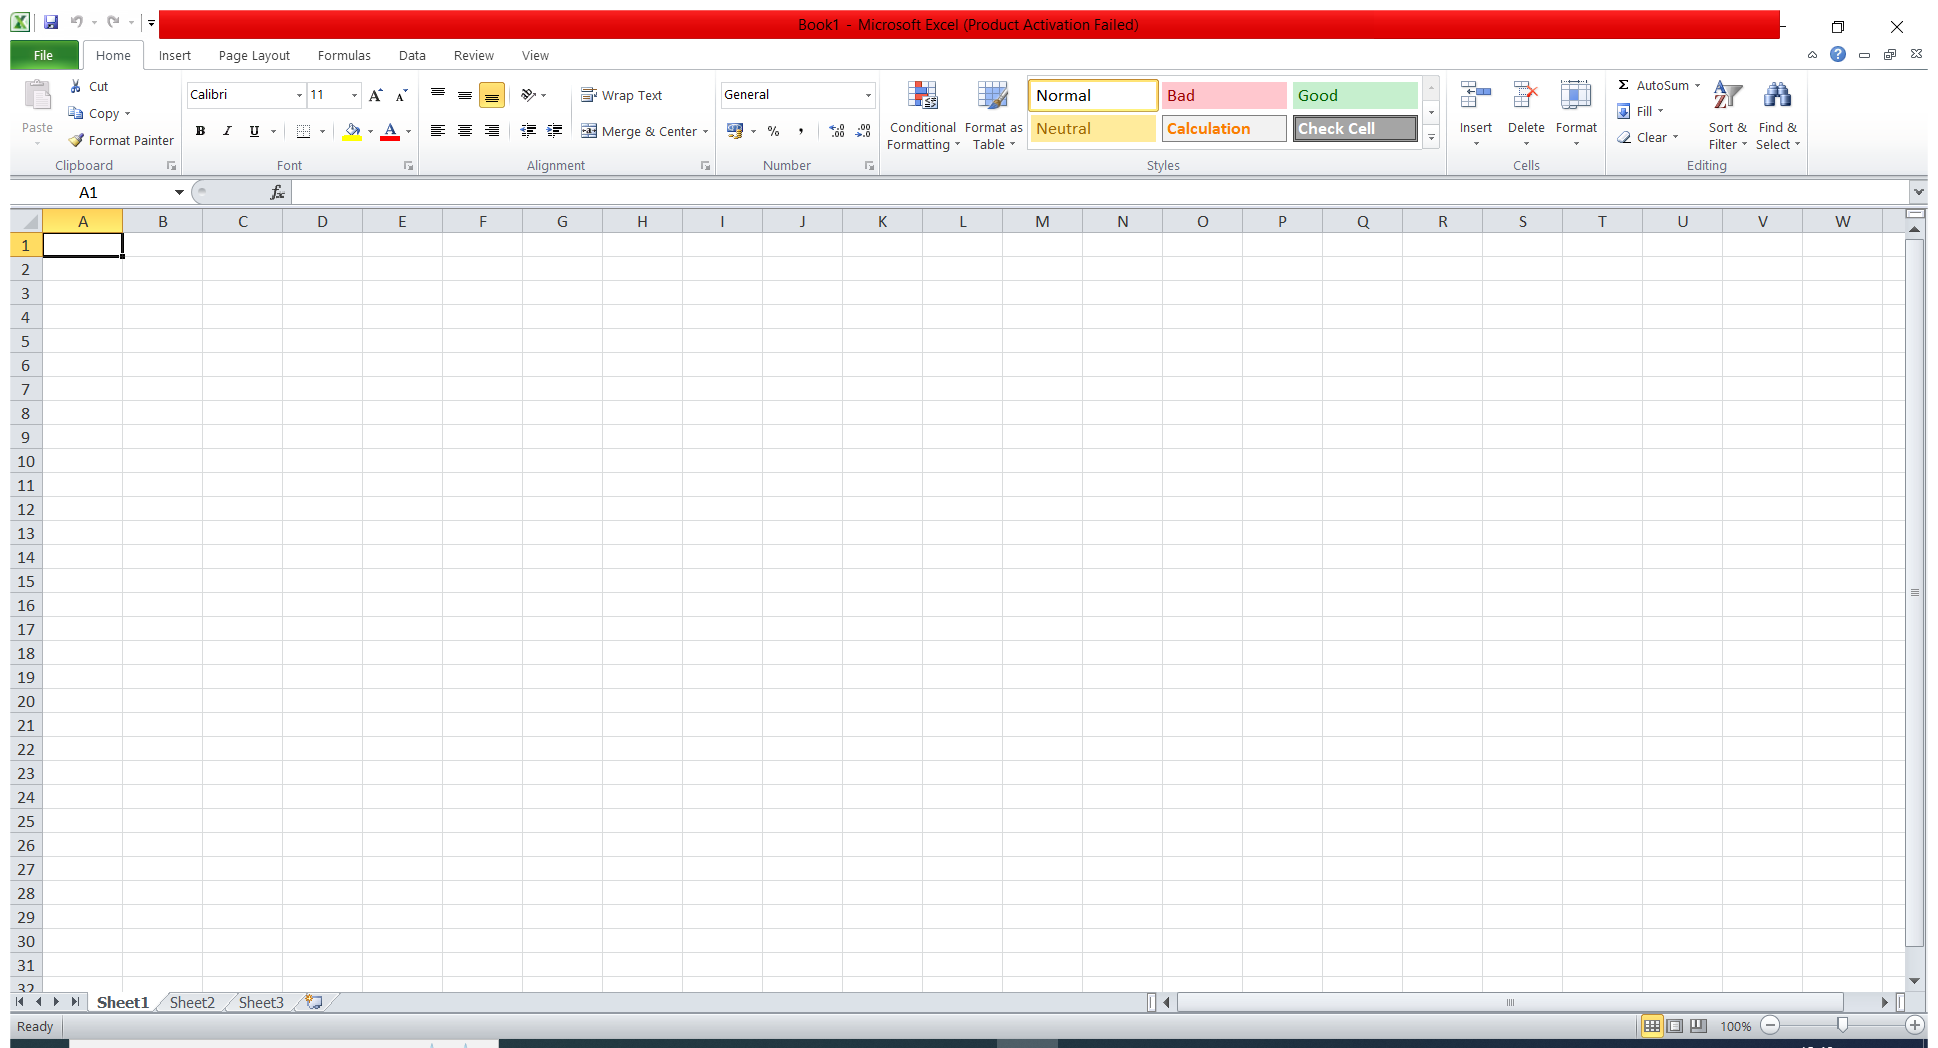 Book1 - Microsoft Excel (Product Activation Failed)
File Home Insert Page Layout Formulas Data Review View
Paste
Cut
Copy
Format Painter
Clipboard
Calibri 11
B I U
A
Font
Wrap Text
Merge & Center
Alignment
General
% ,
Number
Conditional Formatting
Format as Table
Normal Bad Good
Neutral Calculation Check Cell
Styles
Insert Delete Format
Cells
Σ AutoSum
Fill
Clear
Sort & Filter
Find & Select
Editing
A1 fx
A B C D E F G H I J K L M N O P Q R S T U V W
1
2
3
4
5
6
7
8
9
10
11
12
13
14
15
16
17
18
19
20
21
22
23
24
25
26
27
28
29
30
31
32
Sheet1 Sheet2 Sheet3
Ready 100%